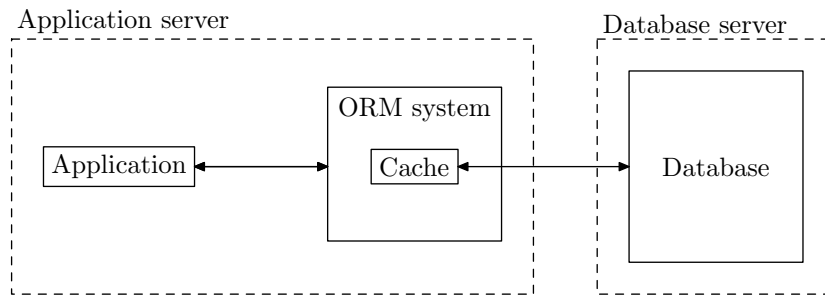 Application server
Database server
ORM system
Application
Cache
Database